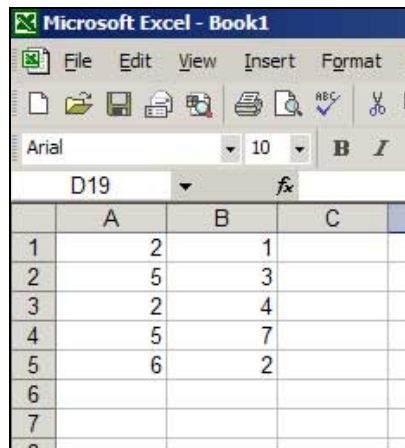 Microsoft Excel - Book1
File Edit View Insert Format
ABC
Arial 10 B I
D19 fx
A B C
1 2 1
2 5 3
3 2 4
4 5 7
5 6 2
6
7